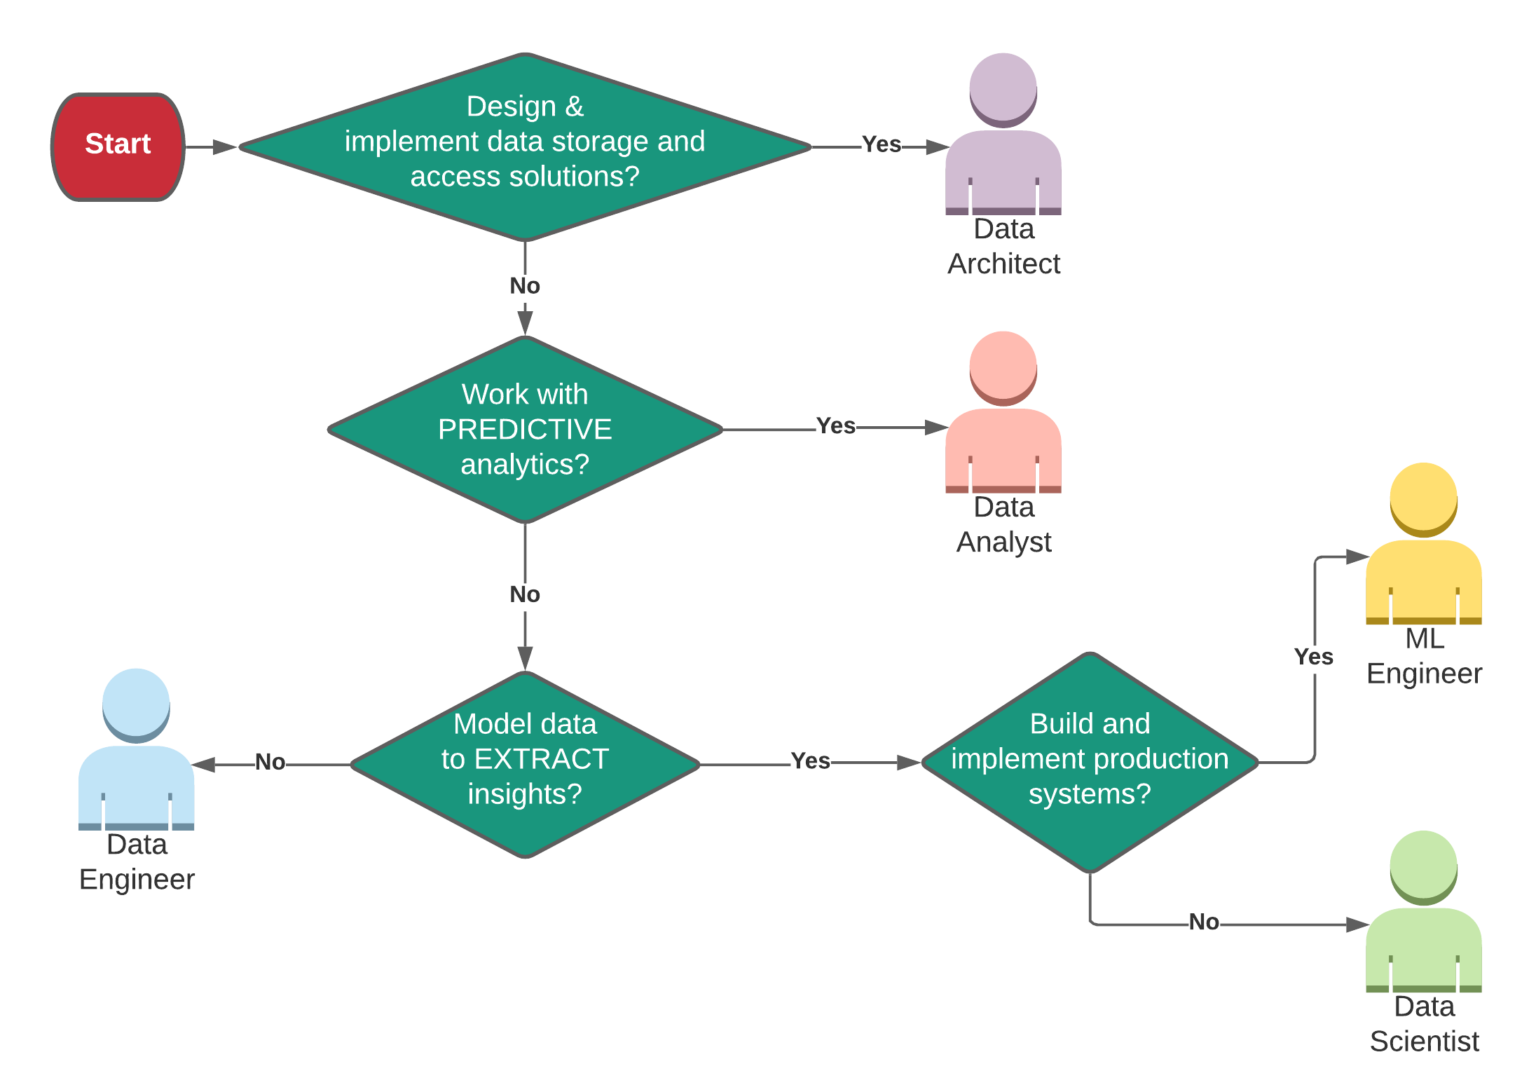 Start
Design &
implement data storage and
access solutions?
Yes
Data
Architect
No
Work with
PREDICTIVE
analytics?
Yes
Data
Analyst
No
Model data
to EXTRACT
insights?
No
Data
Engineer
Yes
Build and
implement production
systems?
Yes
ML
Engineer
No
Data
Scientist